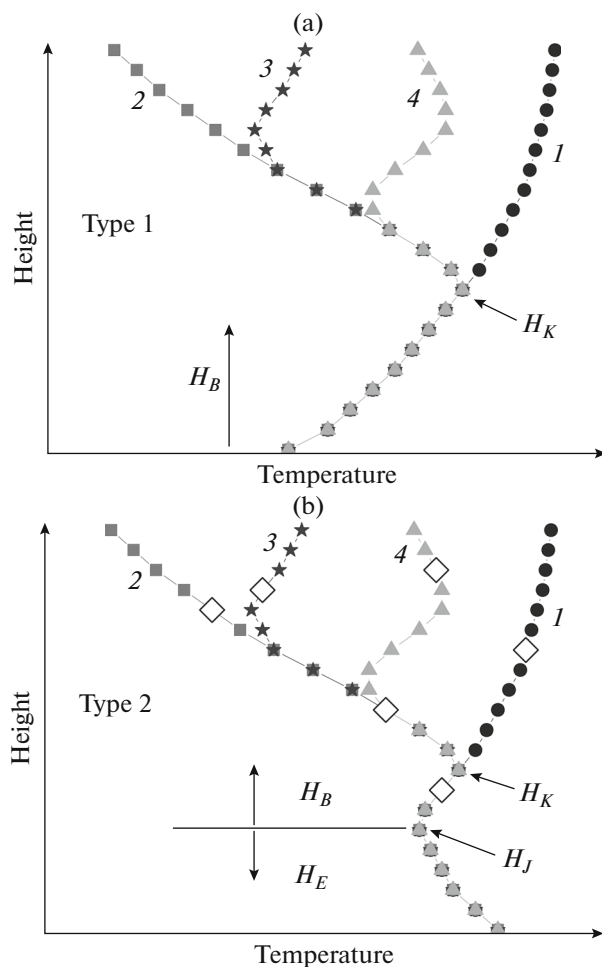 (a)
3
2
4
1
Type 1
Height
H_K
H_B
Temperature
(b)
3
4
2
1
Type 2
Height
H_B
H_K
H_J
H_E
Temperature